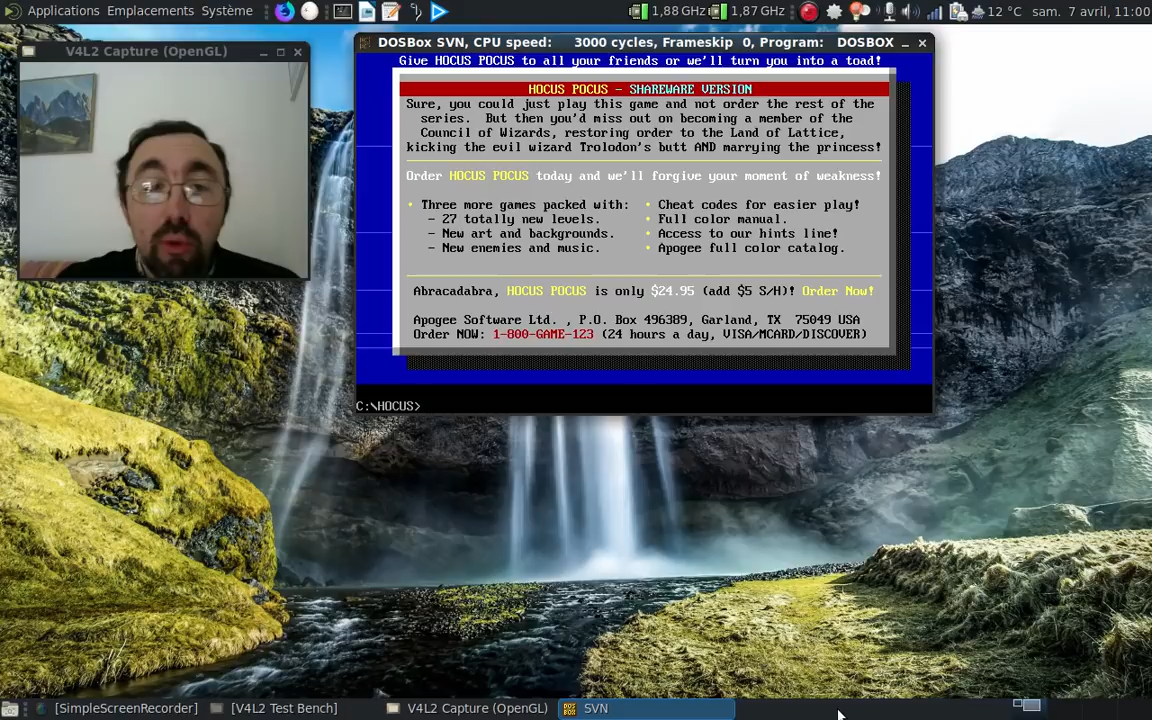 Applications Emplacements Système
1,88 GHz 1,87 GHz 12 °C sam. 7 avril, 11:00
V4L2 Capture (OpenGL)
DOSBox SVN, CPU speed: 3000 cycles, Frameskip 0, Program: DOSBOX
Give HOCUS POCUS to all your friends or we'll turn you into a toad!
HOCUS POCUS - SHAREWARE VERSION
Sure, you could just play this game and not order the rest of the
series. But then you'd miss out on becoming a member of the
Council of Wizards, restoring order to the Land of Lattice,
kicking the evil wizard Trolodon's butt AND marrying the princess!
Order HOCUS POCUS today and we'll forgive your moment of weakness!
• Three more games packed with: • Cheat codes for easier play!
- 27 totally new levels. • Full color manual.
- New art and backgrounds. • Access to our hints line!
- New enemies and music. • Apogee full color catalog.
Abracadabra, HOCUS POCUS is only $24.95 (add $5 S/H)! Order Now!
Apogee Software Ltd. , P.O. Box 496389, Garland, TX 75049 USA
Order NOW: 1-800-GAME-123 (24 hours a day, VISA/MCARD/DISCOVER)
C:\HOCUS>
[SimpleScreenRecorder] [V4L2 Test Bench] V4L2 Capture (OpenGL) DOS BOX SVN